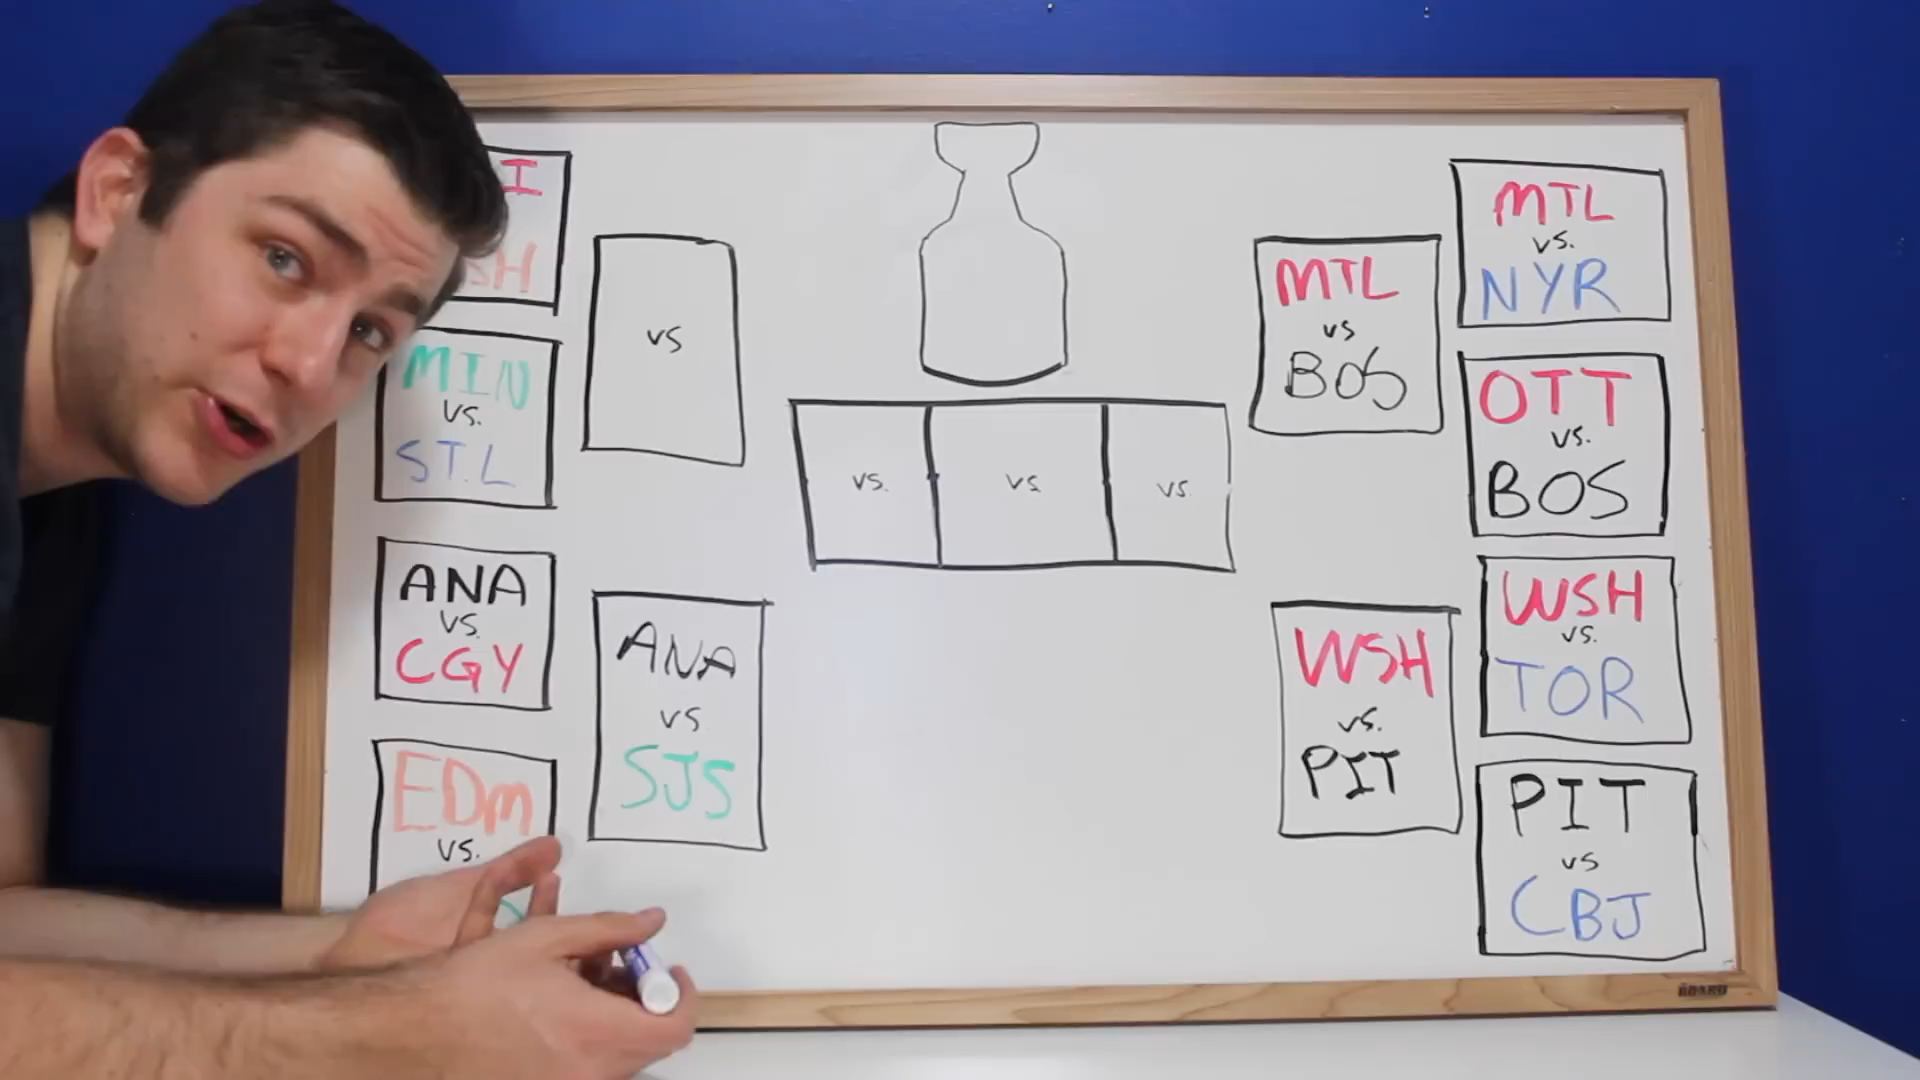 MIN
VS.
ST.L
ANA
VS.
CGY
EDm
VS.
VS
ANA
VS
SJS
VS.
VS.
VS.
MTL
VS
BOS
WSH
VS.
PIT
MTL
VS.
NYR
OTT
VS.
BOS
WSH
VS.
TOR
PIT
VS
CBJ